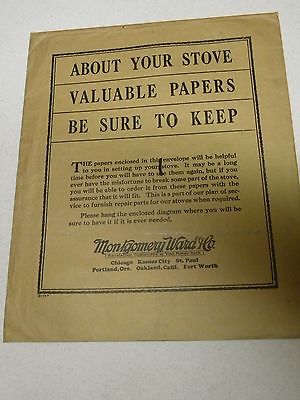 ABOUT YOUR STOVE
VALUABLE PAPERS
BE SURE TO KEEP
THE papers enclosed in this envelope will be helpful
to you in setting up your stove. It may be a long
time before you will have to use them again, but if you
ever have the misfortune to break some part of the stove,
you will be able to order it from these papers with the
assurance that it will fit. This is a part of our plan of ser-
vice to furnish repair parts for our stoves when required.
Please hang the enclosed diagram where you will be
sure to have it if it is ever needed.
Montgomery Ward & Co.
Satisfaction Guaranteed or Your Money Back
Chicago Kansas City St. Paul
Portland, Ore. Oakland, Calif. Fort Worth